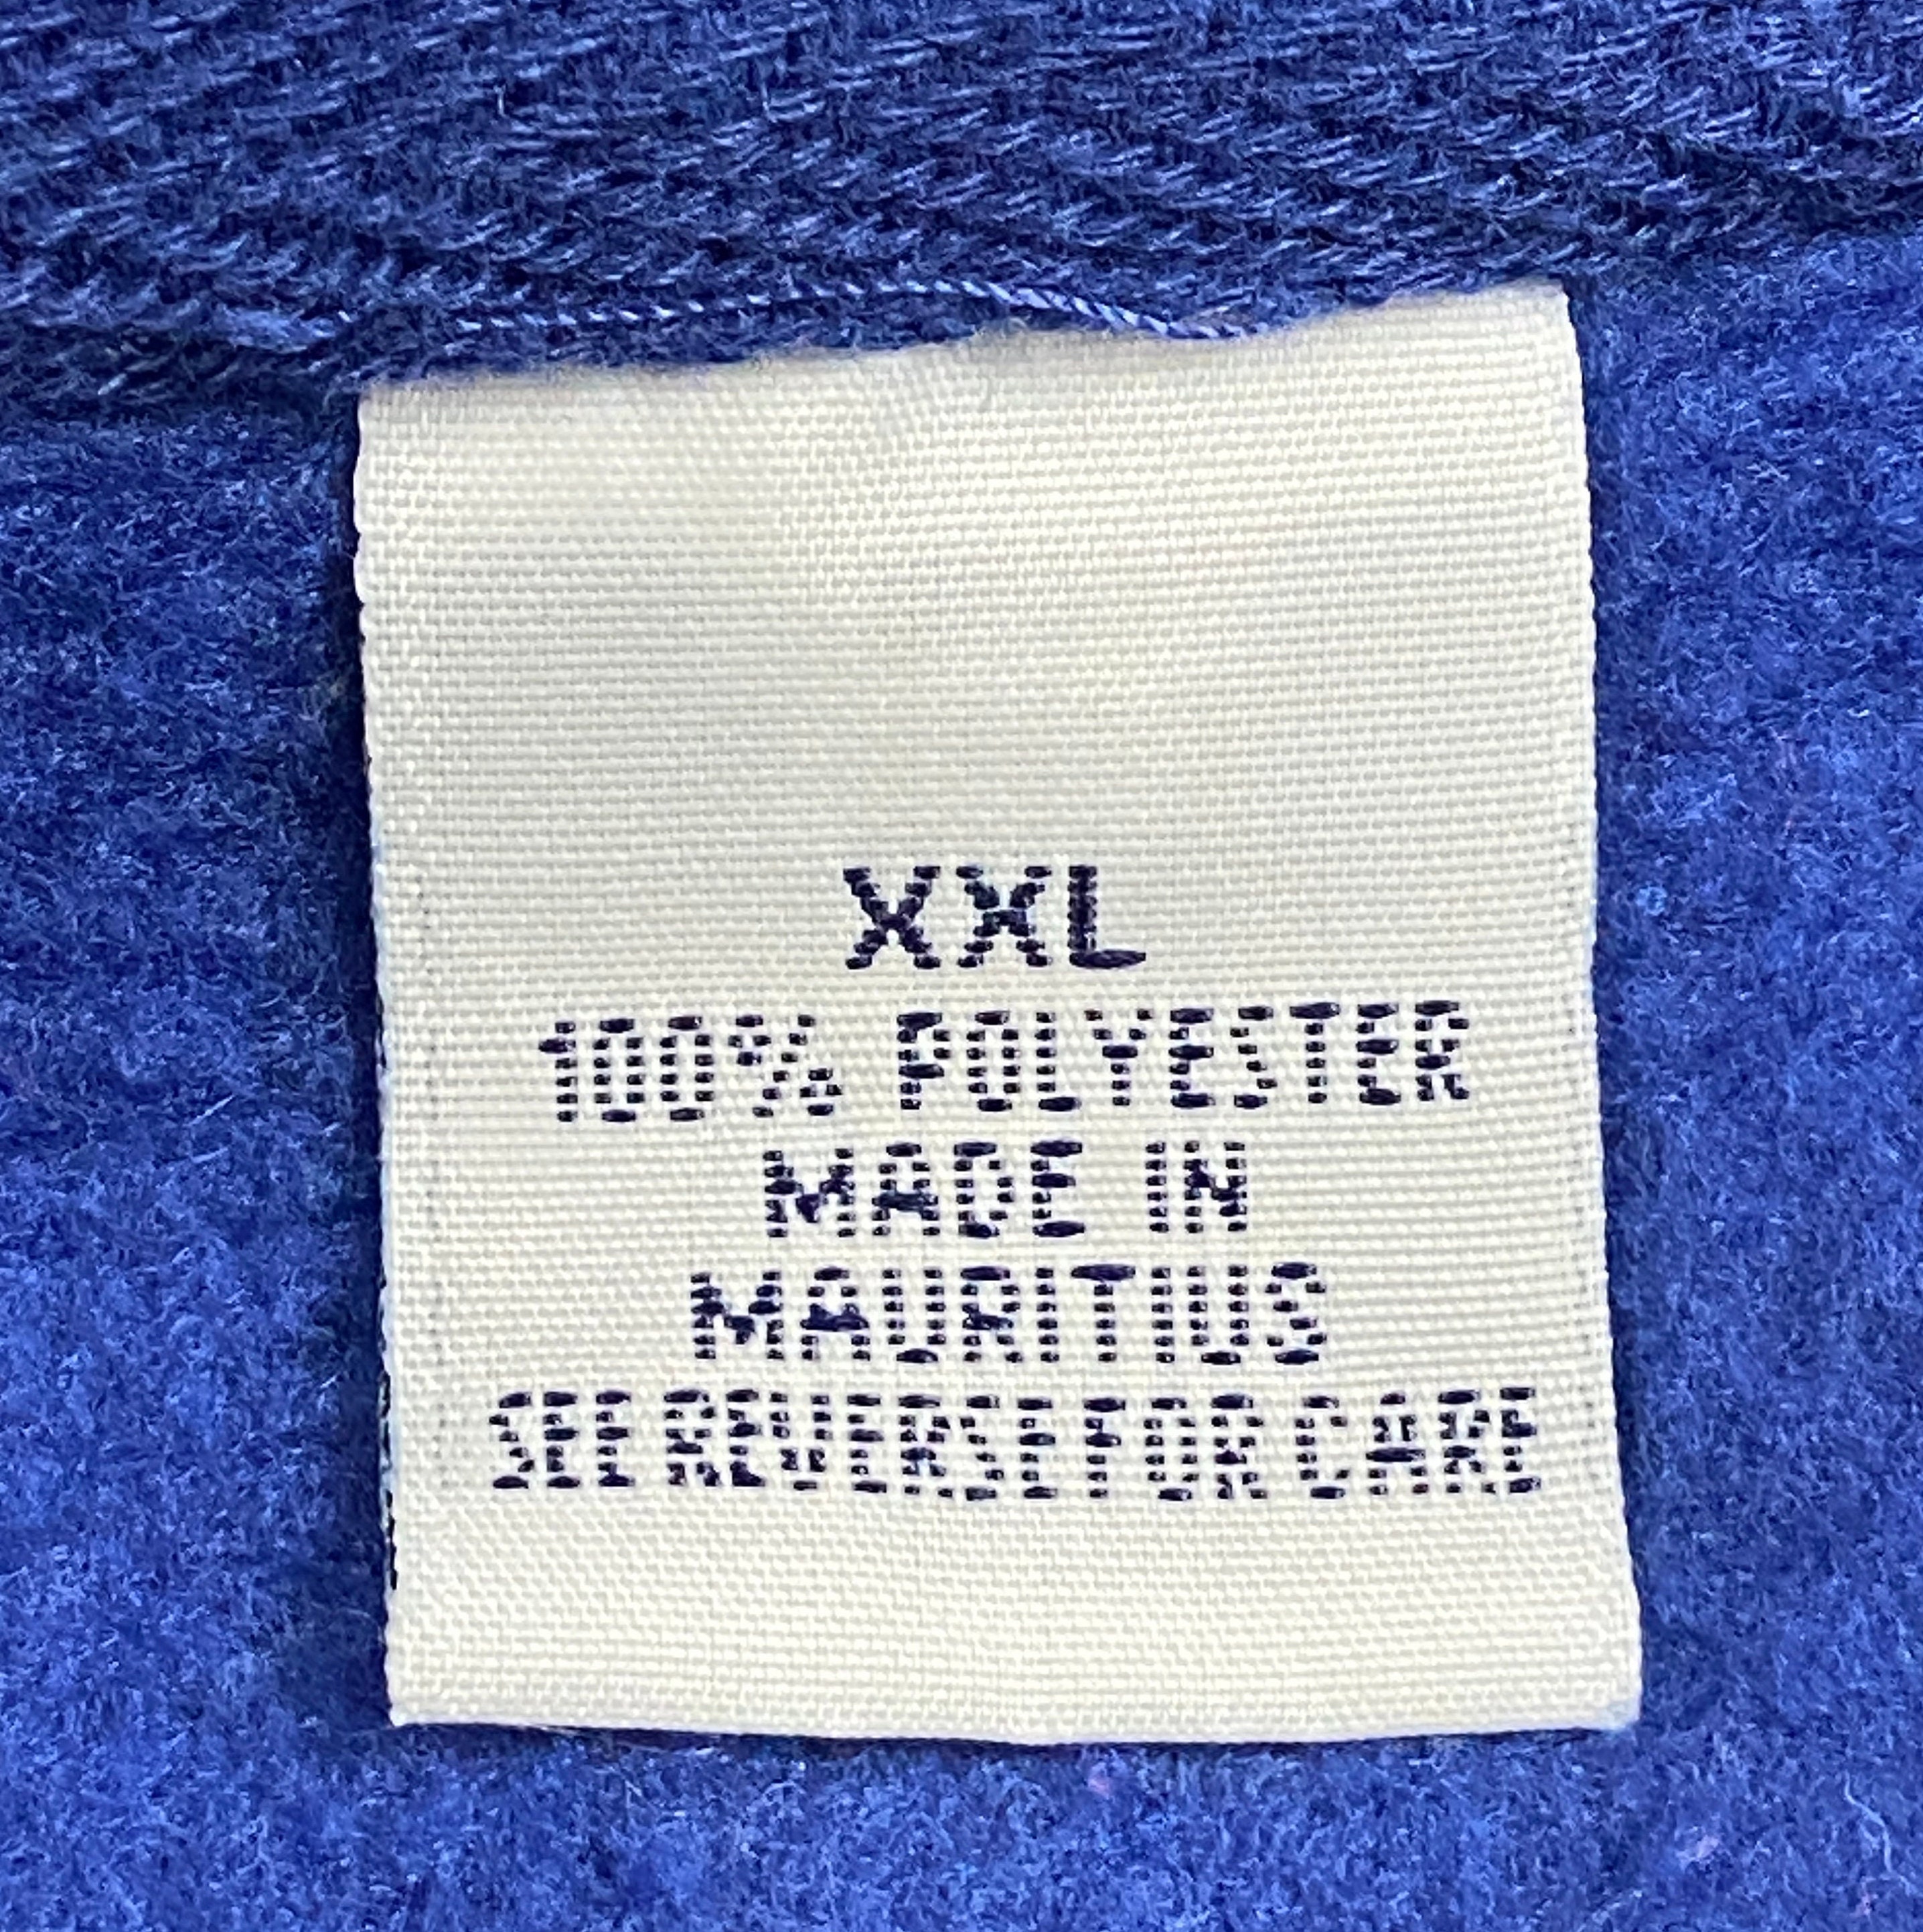 XXL
100% POLYESTER
MADE IN
MAURITIUS
SEE REVERSE FOR CARE